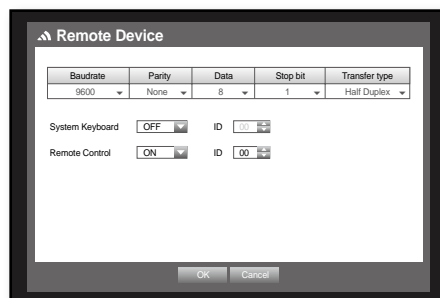 Remote Device
Baudrate Parity Data Stop bit Transfer type
9600 None 8 1 Half Duplex
System Keyboard OFF ID 00
Remote Control ON ID 00
OK Cancel